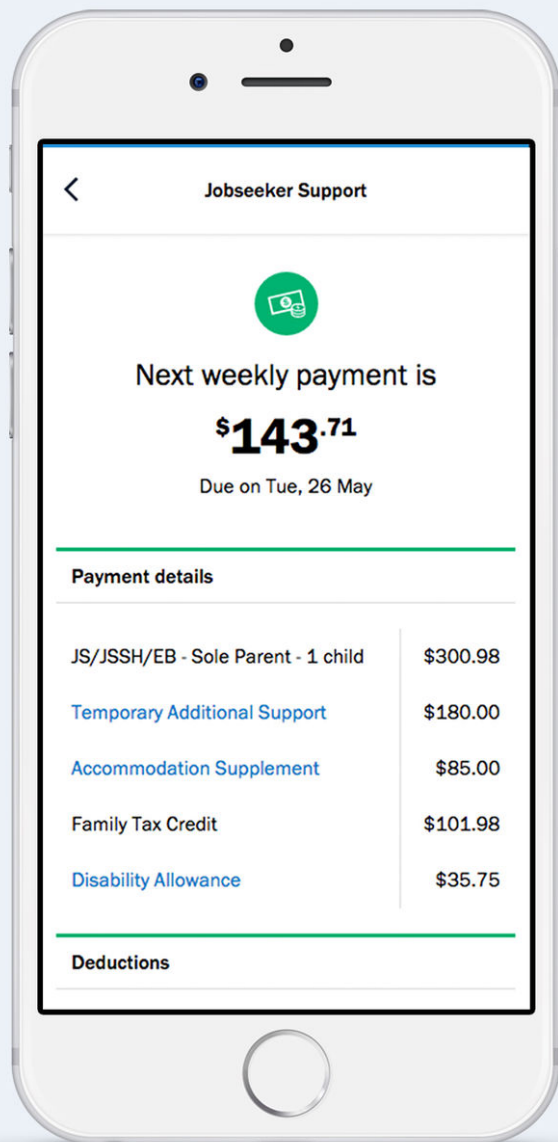 Jobseeker Support
Next weekly payment is
$143.71
Due on Tue, 26 May
Payment details
JS/JSSH/EB - Sole Parent - 1 child $300.98
Temporary Additional Support $180.00
Accommodation Supplement $85.00
Family Tax Credit $101.98
Disability Allowance $35.75
Deductions